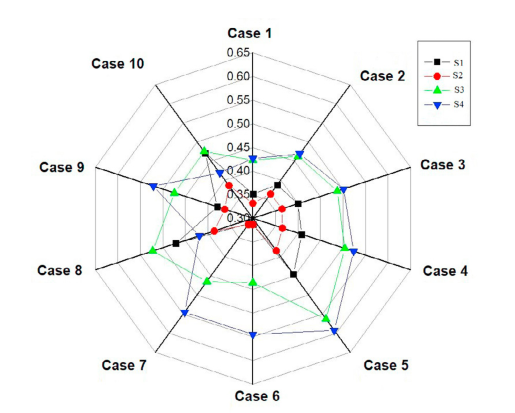 Case 1
0.65
Case 10
0.60
Case 2
0.55
0.50
0.45
0.40
0.35
0.30
S1
S2
S3
S4
Case 9
Case 3
Case 8
Case 4
Case 7
Case 5
Case 6